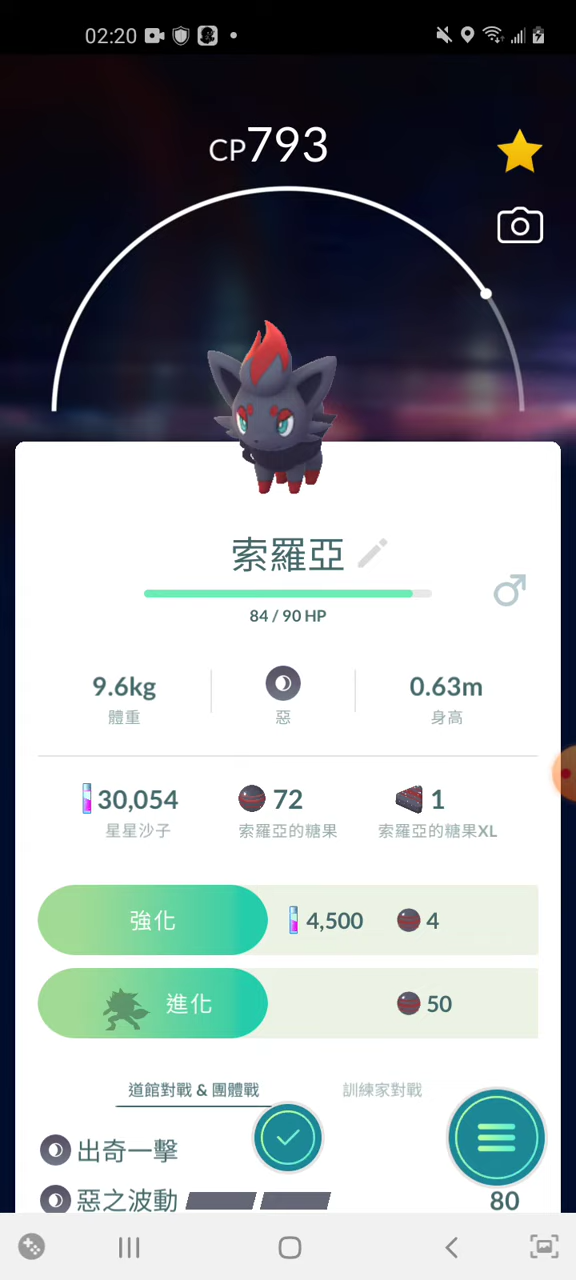 02:20
CP793
索羅亞
84 / 90 HP
9.6kg
體重
惡
0.63m
身高
30,054
星星沙子
72
索羅亞的糖果
1
索羅亞的糖果XL
強化
4,500
4
進化
50
道館對戰 & 團體戰
訓練家對戰
出奇一擊
惡之波動
80